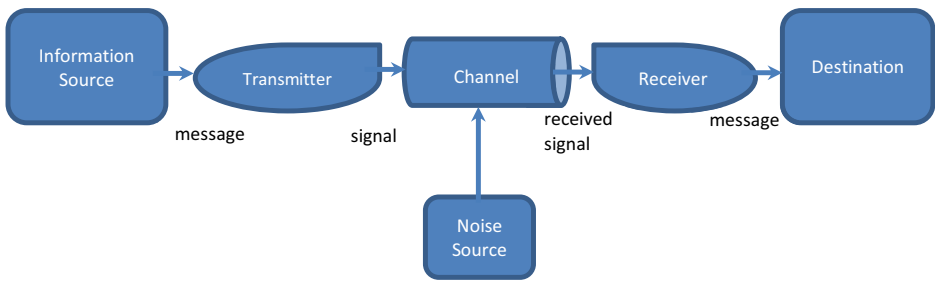 Information
Source
Transmitter
Channel
Receiver
Destination
message
signal
received
signal
message
Noise
Source